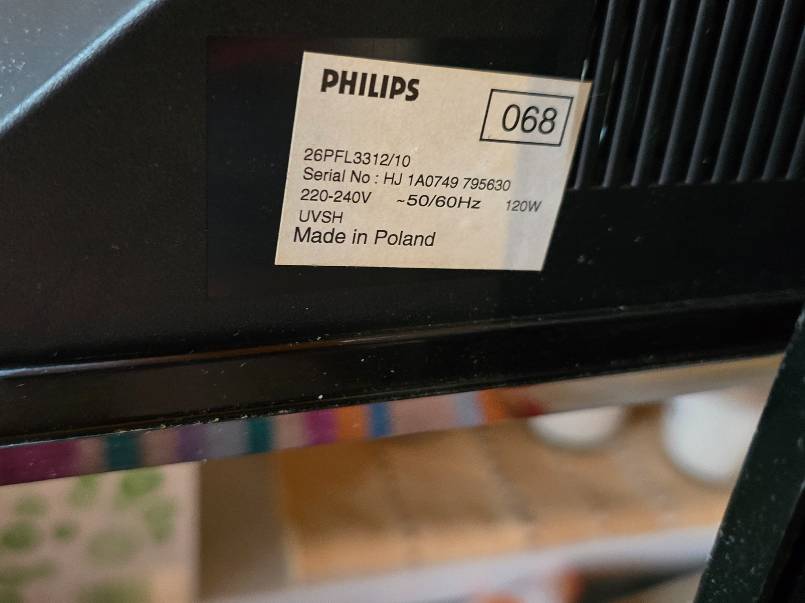 PHILIPS
068
26PFL3312/10
Serial No : HJ 1A0749 795630
220-240V ~50/60Hz 120W
UVSH
Made in Poland